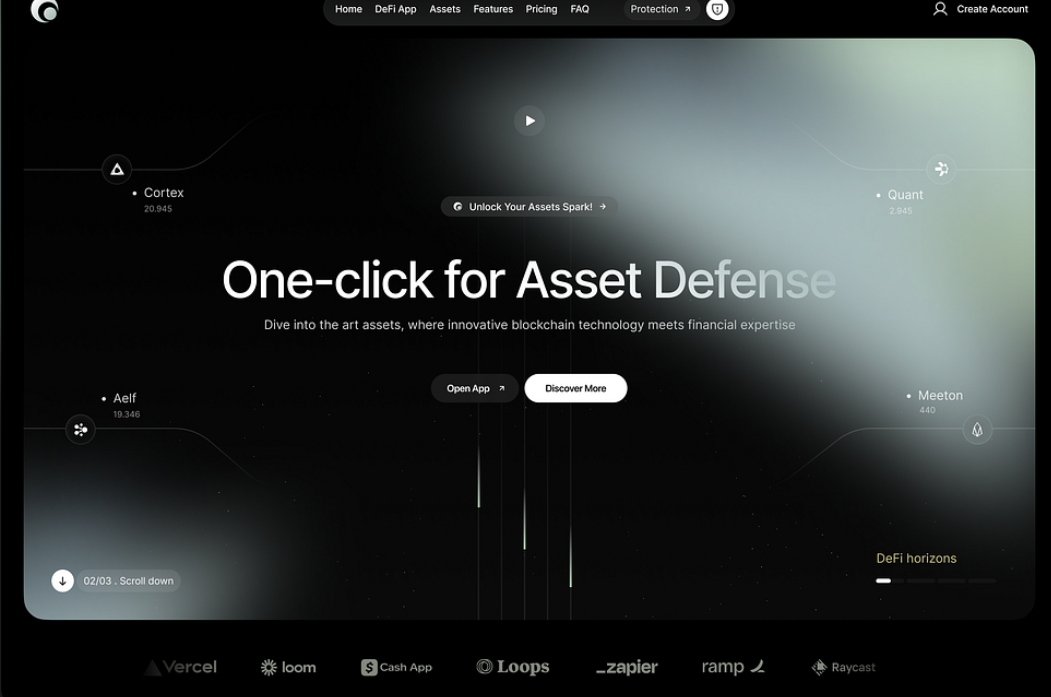 Home DeFi App Assets Features Pricing FAQ Protection Create Account
Cortex
20.945
Quant
2.945
Unlock Your Assets Spark!
One-click for Asset Defense
Dive into the art assets, where innovative blockchain technology meets financial expertise
Open App Discover More
Aelf
19.346
Meeton
440
DeFi horizons
02/03 . Scroll down
Vercel loom Cash App Loops _zapier ramp Raycast